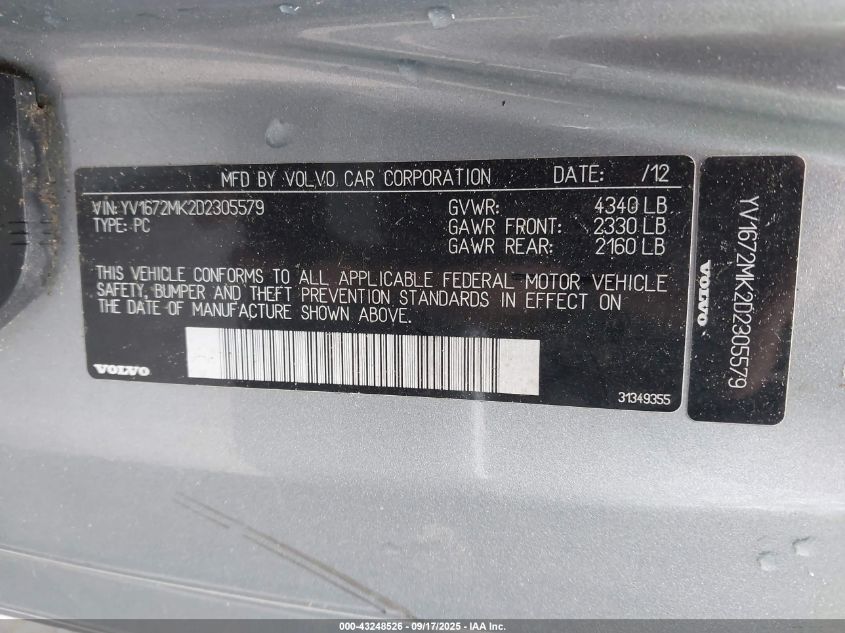 MFD BY VOLVO CAR CORPORATION DATE: /12
VIN: YV1672MK2D2305579 GVWR: 4340 LB
TYPE: PC GAWR FRONT: 2330 LB
GAWR REAR: 2160 LB
THIS VEHICLE CONFORMS TO ALL APPLICABLE FEDERAL MOTOR VEHICLE
SAFETY, BUMPER AND THEFT PREVENTION STANDARDS IN EFFECT ON
THE DATE OF MANUFACTURE SHOWN ABOVE.
VOLVO
31349355
YV1672MK2D2305579
VOLVO
000-43248526 - 09/17/2025 - IAA Inc.